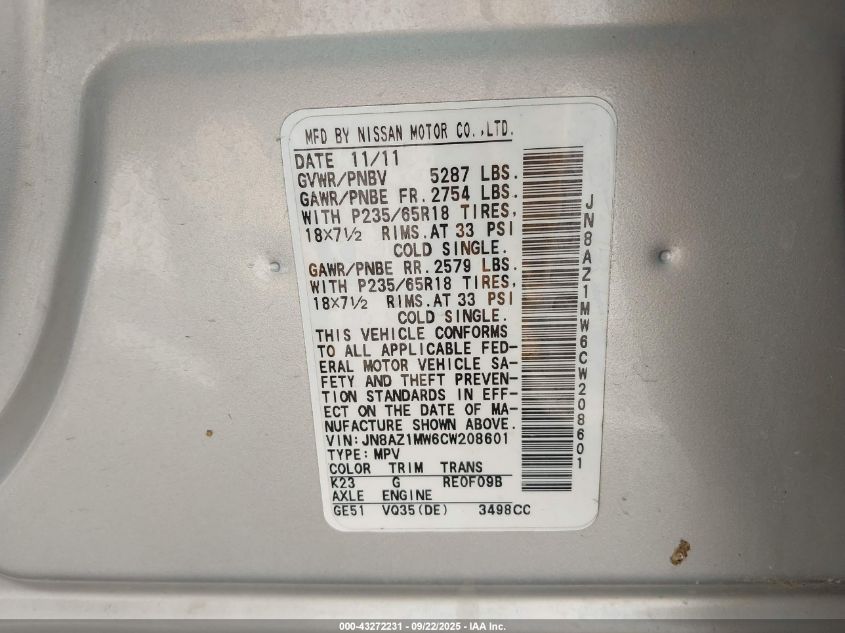 MFD BY NISSAN MOTOR CO.,LTD.
DATE 11/11
GVWR/PNBV 5287 LBS.
GAWR/PNBE FR. 2754 LBS.
WITH P235/65R18 TIRES,
18×7½ RIMS. AT 33 PSI
COLD SINGLE.
GAWR/PNBE RR. 2579 LBS.
WITH P235/65R18 TIRES,
18×7½ RIMS. AT 33 PSI
COLD SINGLE.
THIS VEHICLE CONFORMS
TO ALL APPLICABLE FED-
ERAL MOTOR VEHICLE SA-
FETY AND THEFT PREVEN-
TION STANDARDS IN EFF-
ECT ON THE DATE OF MA-
NUFACTURE SHOWN ABOVE.
VIN: JN8AZ1MW6CW208601
TYPE: MPV
COLOR TRIM TRANS
K23 G RE0F09B
AXLE ENGINE
GE51 VQ35(DE) 3498CC
JN8AZ1MW6CW208601
000-43272231 - 09/22/2025 - IAA Inc.